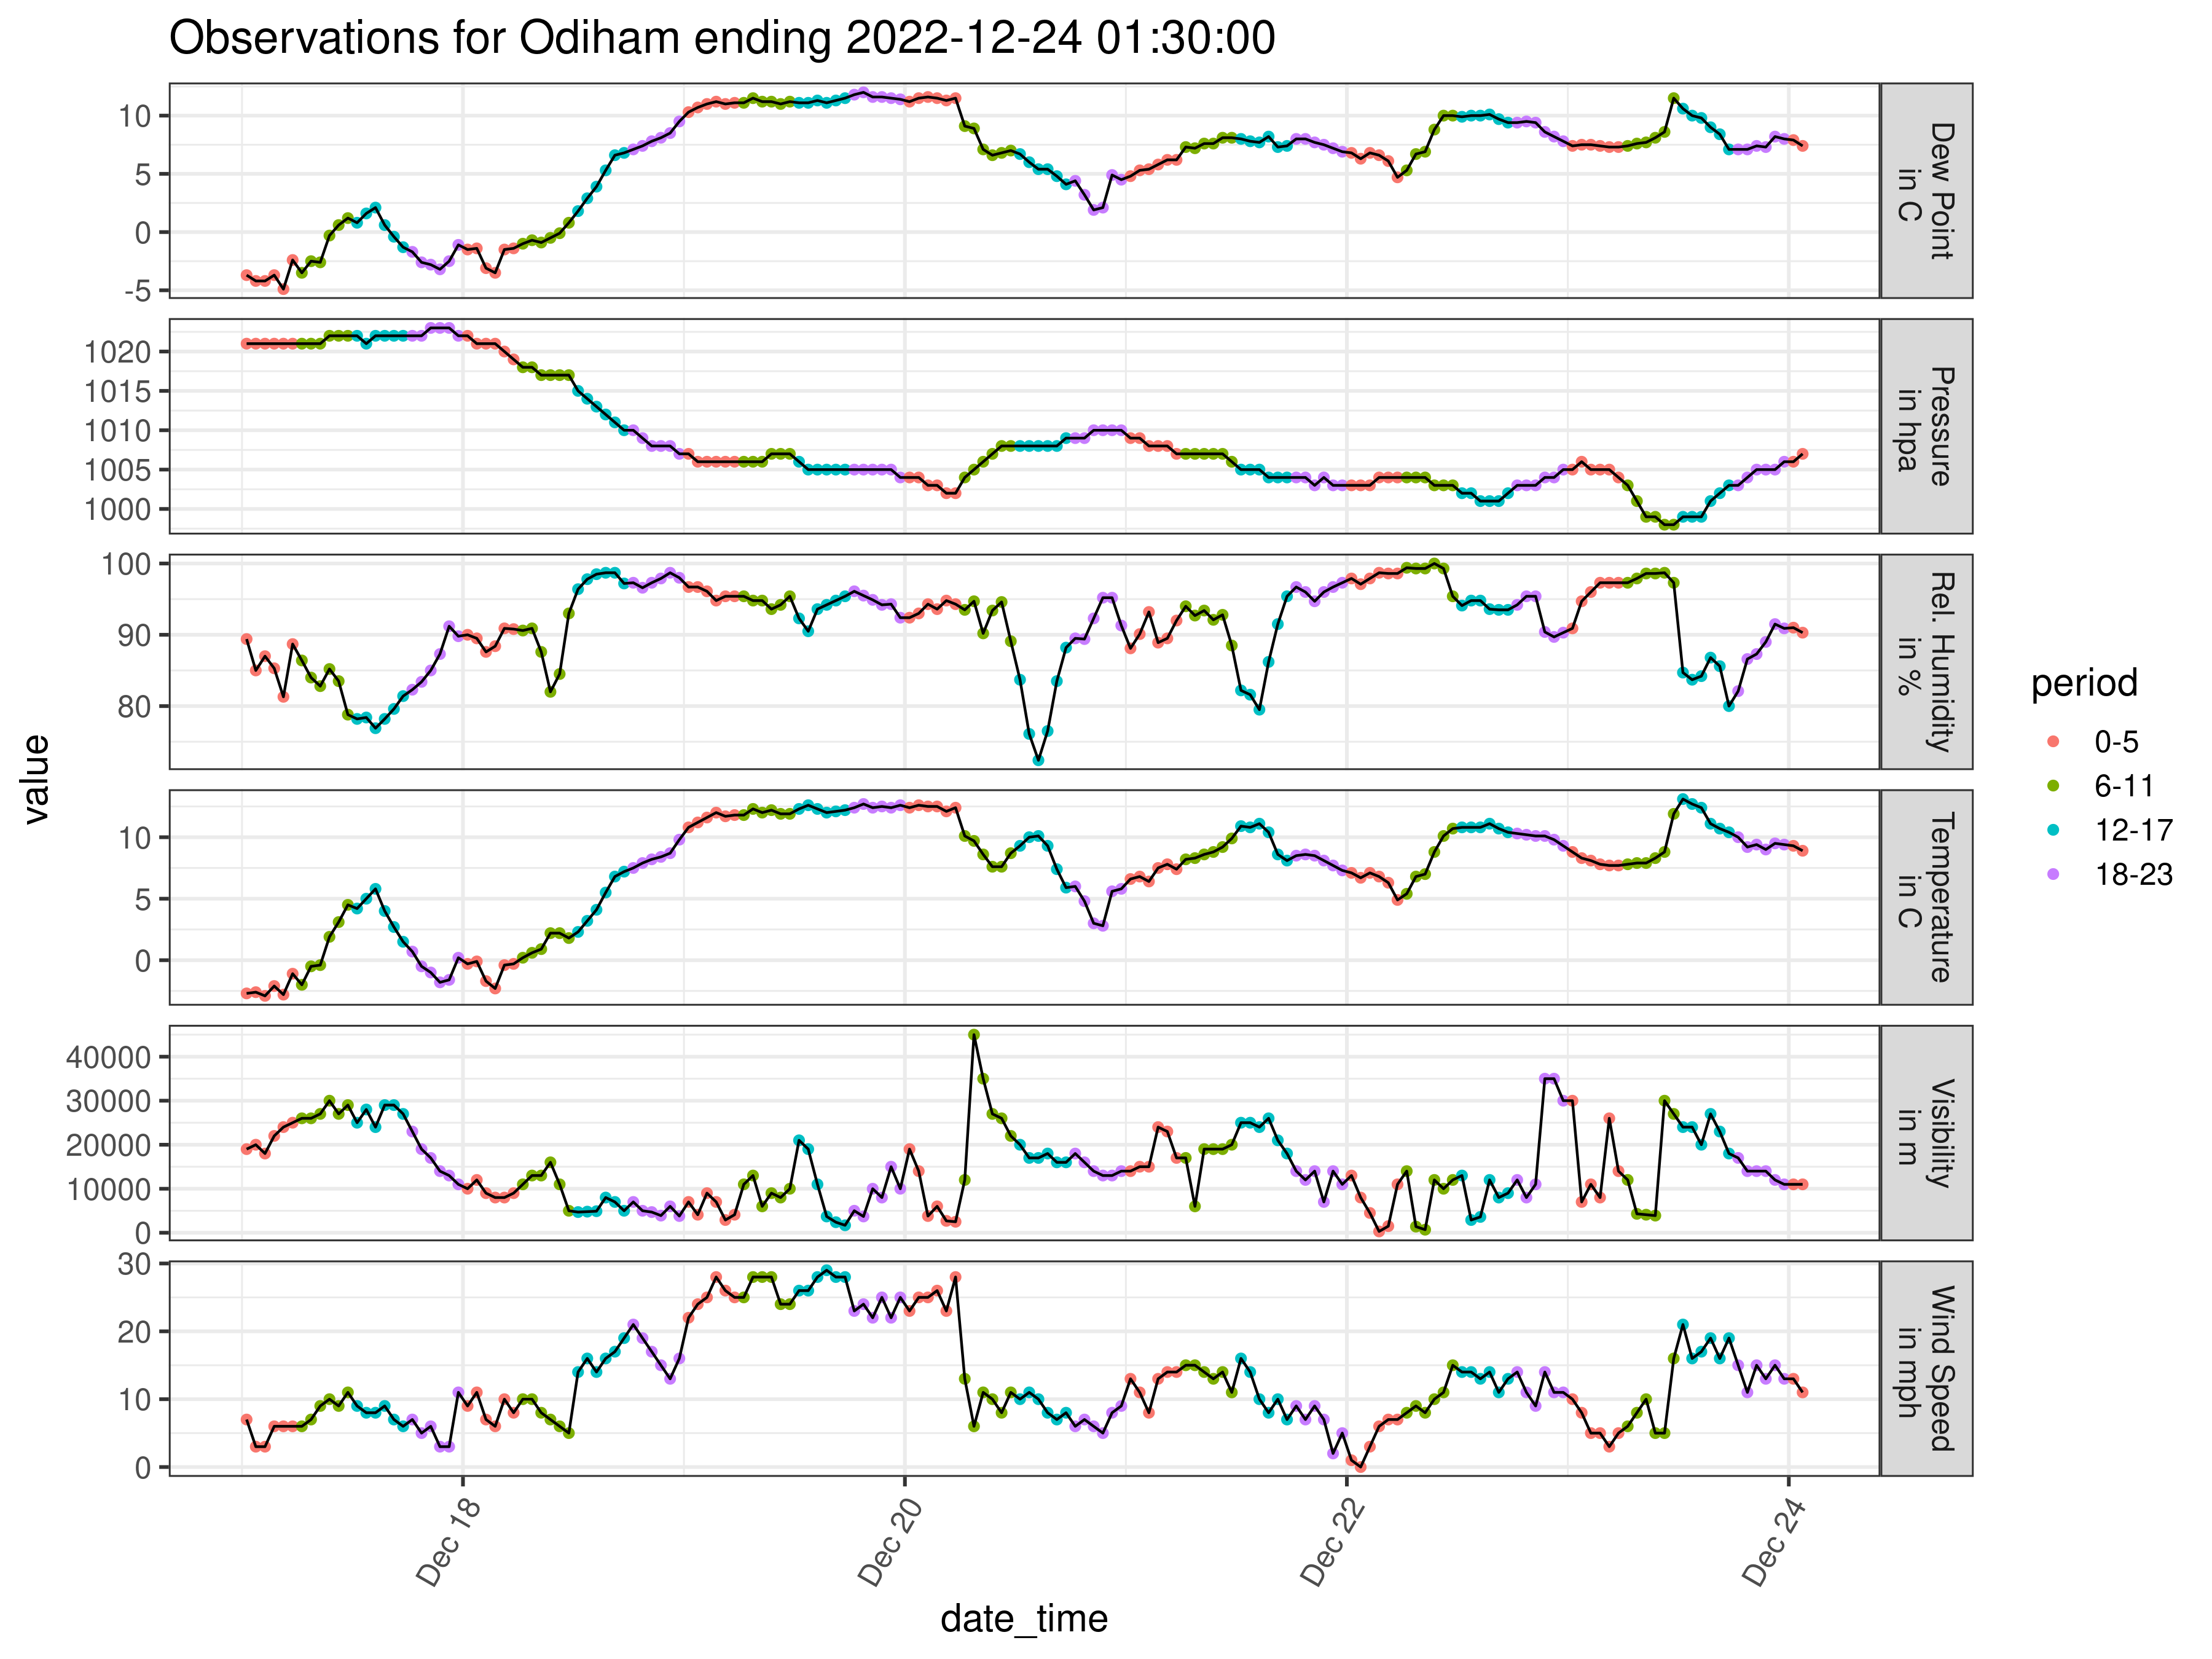 Observations for Odiham ending 2022-12-24 01:30:00
value
10
5
0
-5
Dew Point
in C
1020
1015
1010
1005
1000
Pressure
in hpa
100
90
80
Rel. Humidity
in %
10
5
0
Temperature
in C
40000
30000
20000
10000
0
Visibility
in m
30
20
10
0
Wind Speed
in mph
Dec 18
Dec 20
Dec 22
Dec 24
date_time
period
0-5
6-11
12-17
18-23